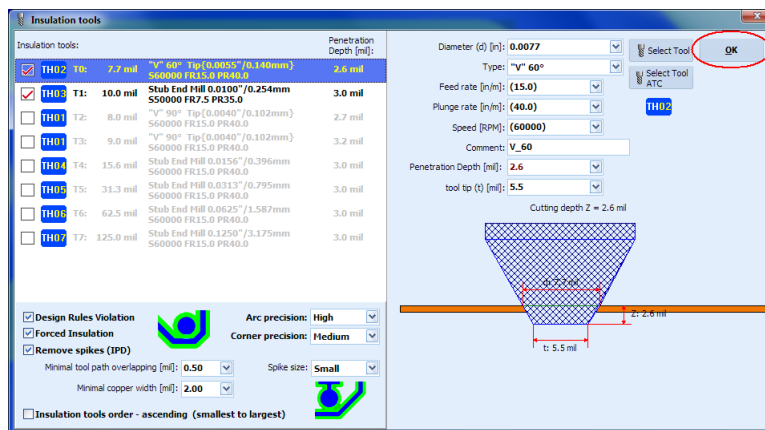 Insulation tools
Insulation tools:
Penetration
Depth [mil]:
TH02 T0: 7.7 mil "V" 60° Tip{0.0055"/0.140mm} 2.6 mil
S60000 FR15.0 PR40.0
TH03 T1: 10.0 mil Stub End Mill 0.0100"/0.254mm 3.0 mil
S50000 FR7.5 PR35.0
TH01 T2: 8.0 mil "V" 90° Tip{0.0040"/0.102mm} 2.7 mil
S60000 FR15.0 PR40.0
TH01 T3: 9.0 mil "V" 90° Tip{0.0040"/0.102mm} 3.2 mil
S60000 FR15.0 PR40.0
TH04 T4: 15.6 mil Stub End Mill 0.0156"/0.396mm 3.0 mil
S60000 FR15.0 PR40.0
TH05 T5: 31.3 mil Stub End Mill 0.0313"/0.795mm 3.0 mil
S60000 FR15.0 PR40.0
TH06 T6: 62.5 mil Stub End Mill 0.0625"/1.587mm 3.0 mil
S60000 FR15.0 PR40.0
TH07 T7: 125.0 mil Stub End Mill 0.1250"/3.175mm 3.0 mil
S60000 FR15.0 PR40.0
Design Rules Violation
Arc precision: High
Forced Insulation
Corner precision: Medium
Remove spikes (IPD)
Minimal tool path overlapping [mil]: 0.50
Spike size: Small
Minimal copper width [mil]: 2.00
Insulation tools order - ascending (smallest to largest)
Diameter (d) [in]: 0.0077
Type: "V" 60°
Feed rate [in/m]: (15.0)
Plunge rate [in/m]: (40.0)
Speed [RPM]: (60000)
Comment: V_60
Penetration Depth [mil]: 2.6
tool tip (t) [mil]: 5.5
Select Tool
OK
Select Tool
ATC
TH02
Cutting depth Z = 2.6 mil
d: 7.7 mil
Z: 2.6 mil
t: 5.5 mil